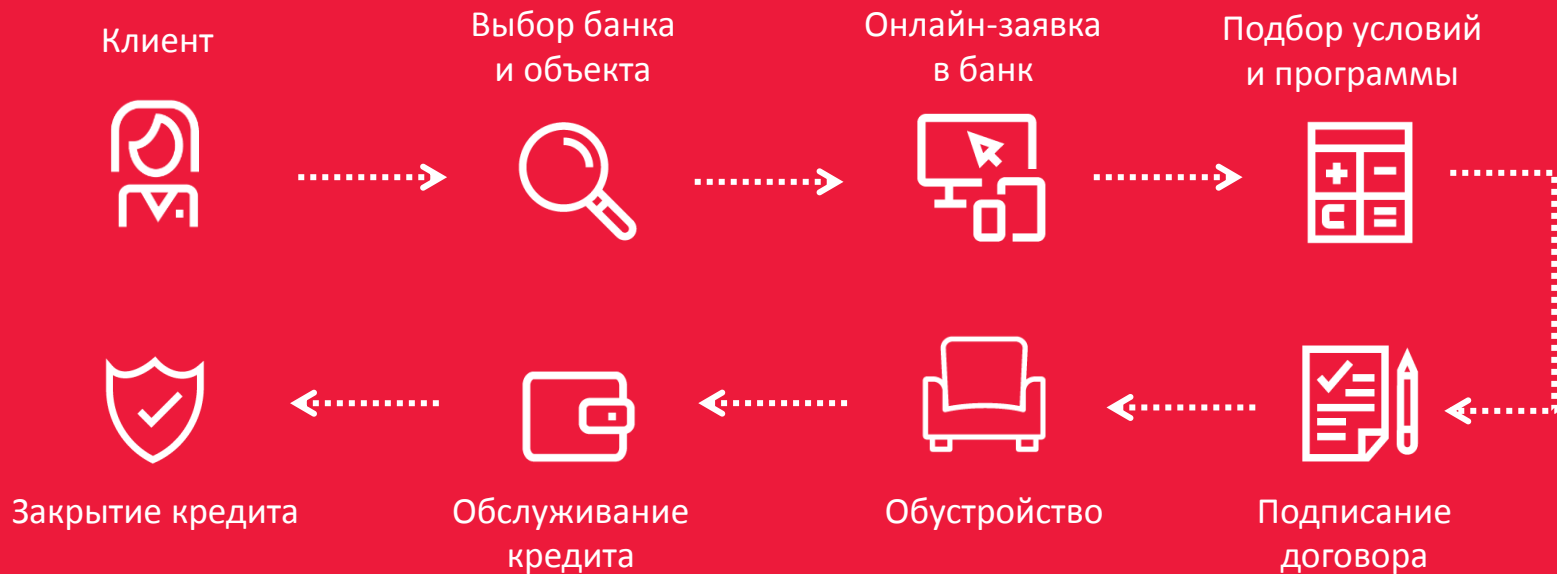 Клиент
Выбор банка
и объекта
Онлайн-заявка
в банк
Подбор условий
и программы
Закрытие кредита
Обслуживание
кредита
Обустройство
Подписание
договора